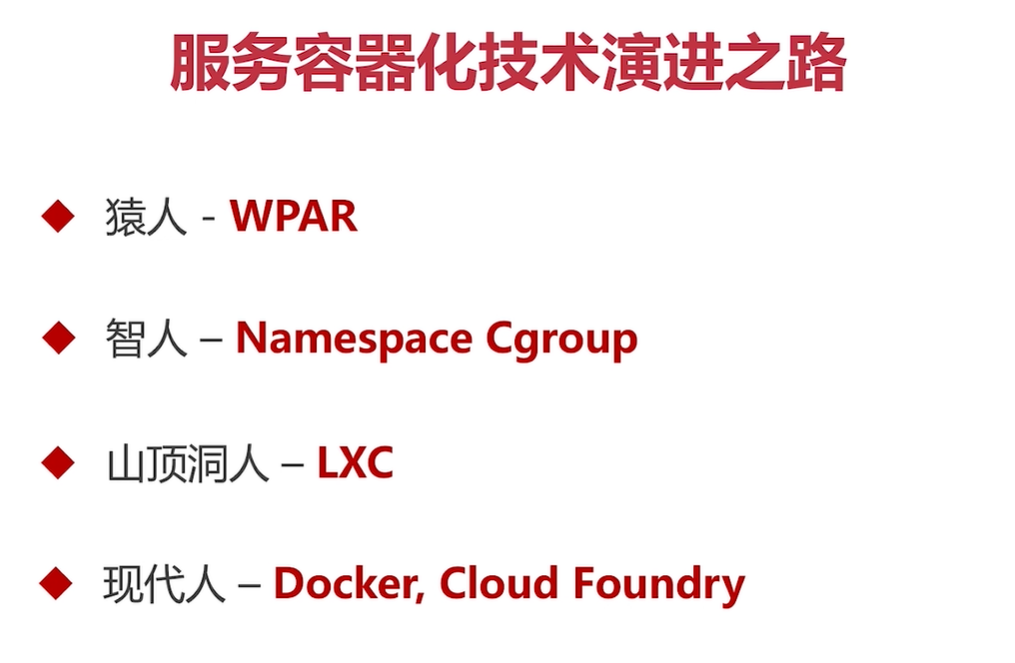 服务容器化技术演进之路
猿人 - WPAR
智人 – Namespace Cgroup
山顶洞人 – LXC
现代人 – Docker, Cloud Foundry